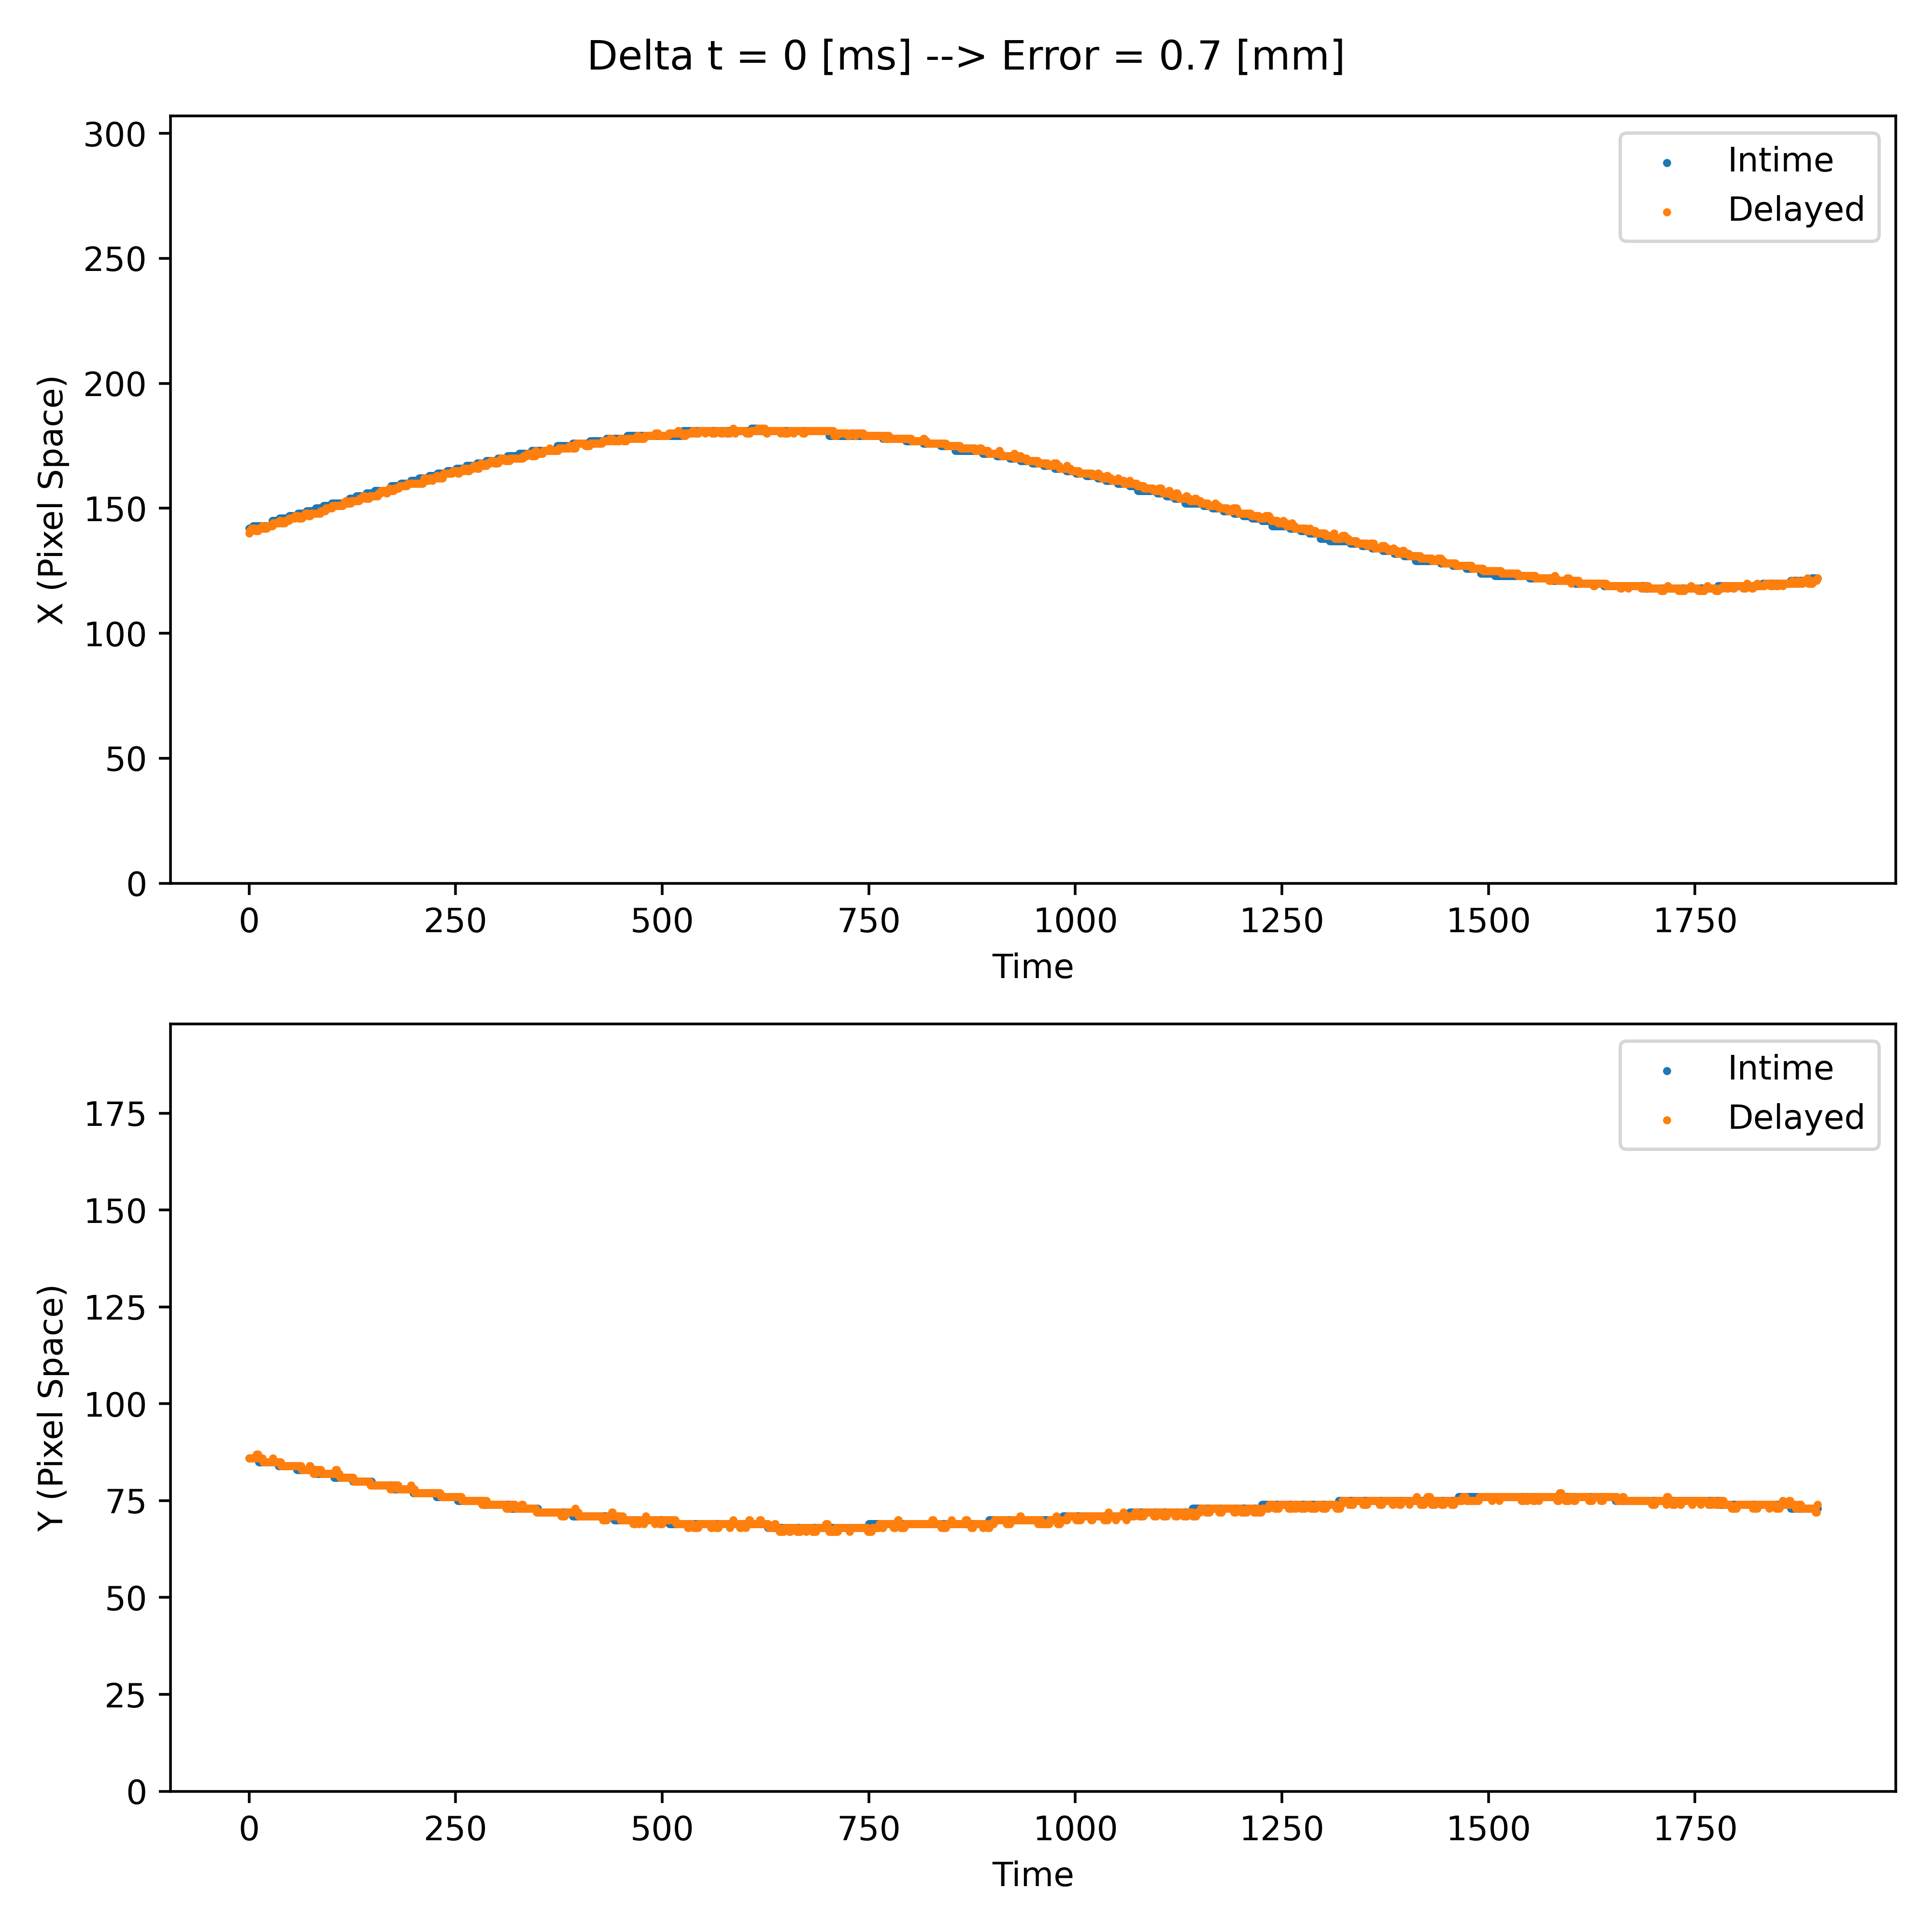 Delta t = 0 [ms] --> Error = 0.7 [mm]
300
250
200
150
100
50
0
X (Pixel Space)
Intime
Delayed
0 250 500 750 1000 1250 1500 1750
Time
175
150
125
100
75
50
25
0
Y (Pixel Space)
Intime
Delayed
0 250 500 750 1000 1250 1500 1750
Time